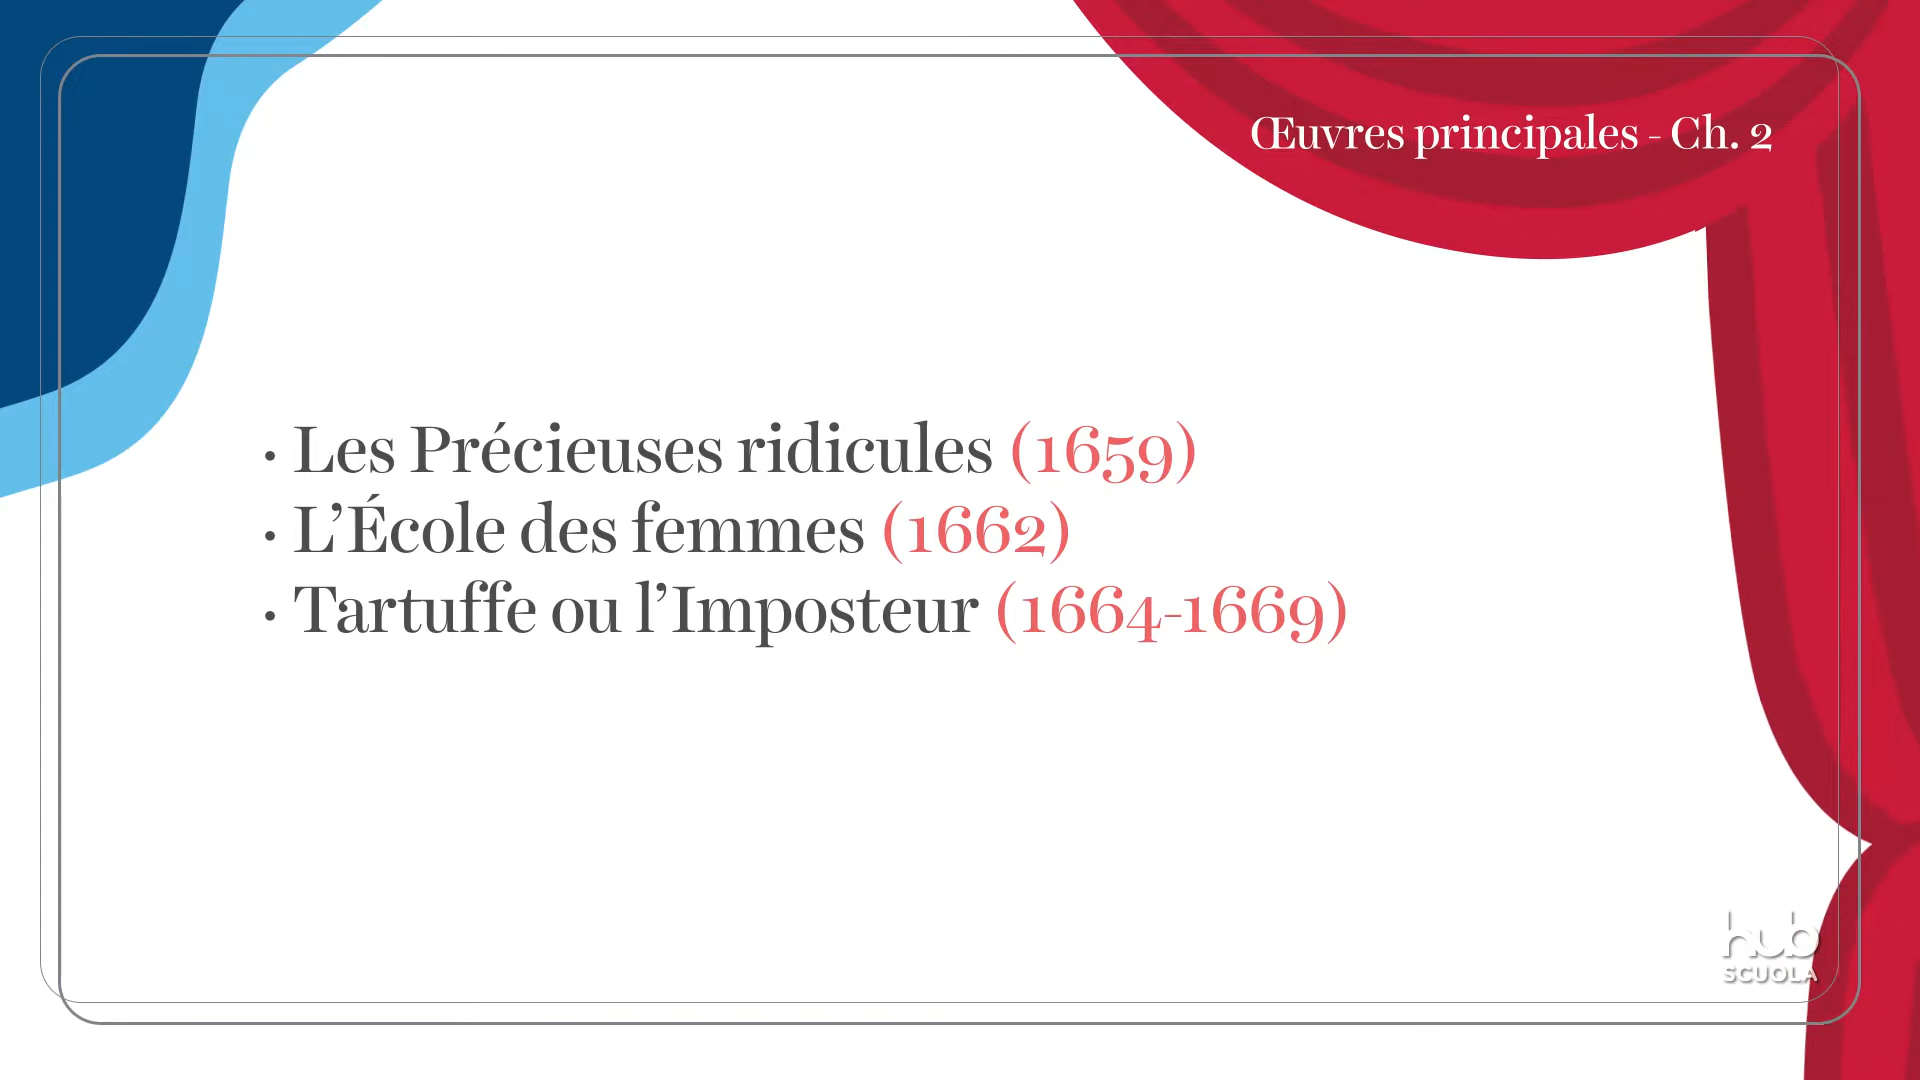 Œuvres principales - Ch. 2
• Les Précieuses ridicules (1659)
• L’École des femmes (1662)
• Tartuffe ou l’Imposteur (1664-1669)
hub
SCUOLA